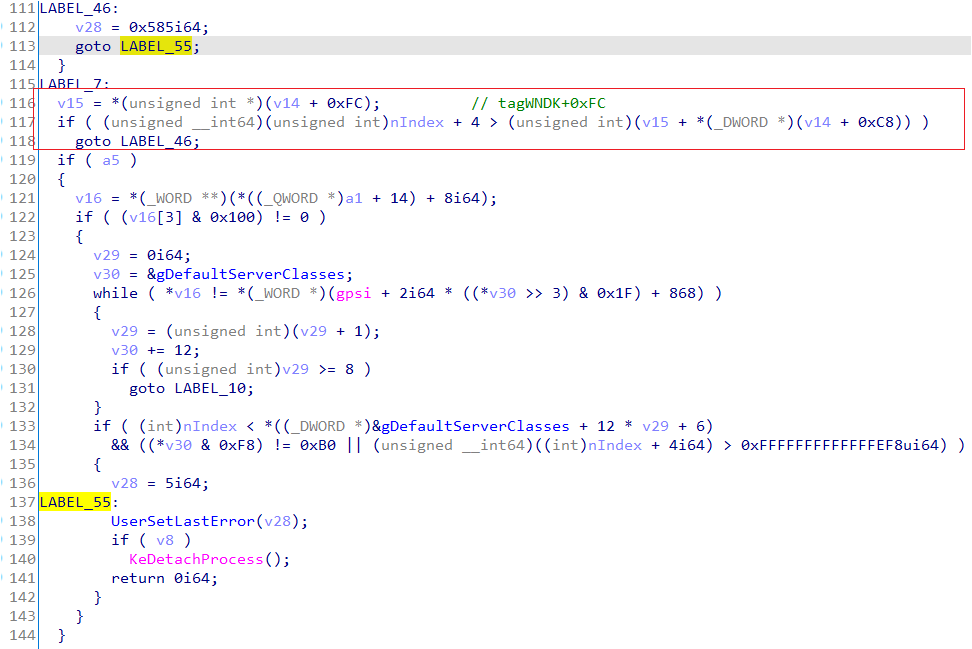 111 LABEL_46:
112 v28 = 0x585i64;
113 goto LABEL_55;
114 }
115 LABEL_7:
116 v15 = *(unsigned int *)(v14 + 0xFC); // tagWNDK+0xFC
117 if ( (unsigned __int64)(unsigned int)nIndex + 4 > (unsigned int)(v15 + *(_DWORD *)(v14 + 0xC8)) )
118 goto LABEL_46;
119 if ( a5 )
120 {
121 v16 = *(_WORD **)(*((_QWORD *)a1 + 14) + 8i64);
122 if ( (v16[3] & 0x100) != 0 )
123 {
124 v29 = 0i64;
125 v30 = &gDefaultServerClasses;
126 while ( *v16 != *(_WORD *)(gpsi + 2i64 * ((*v30 >> 3) & 0x1F) + 868) )
127 {
128 v29 = (unsigned int)(v29 + 1);
129 v30 += 12;
130 if ( (unsigned int)v29 >= 8 )
131 goto LABEL_10;
132 }
133 if ( (int)nIndex < *((_DWORD *)&gDefaultServerClasses + 12 * v29 + 6)
134 && ((*v30 & 0xF8) != 0xB0 || (unsigned __int64)((int)nIndex + 4i64) > 0xFFFFFFFFFFFFFEF8ui64) )
135 {
136 v28 = 5i64;
137 LABEL_55:
138 UserSetLastError(v28);
139 if ( v8 )
140 KeDetachProcess();
141 return 0i64;
142 }
143 }
144 }